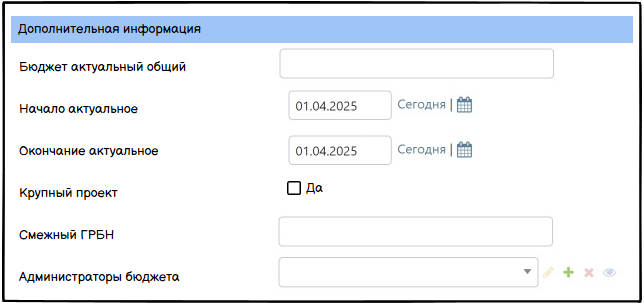 Дополнительная информация
Бюджет актуальный общий
Начало актуальное 01.04.2025 Сегодня |
Окончание актуальное 01.04.2025 Сегодня |
Крупный проект Да
Смежный ГРБН
Администраторы бюджета